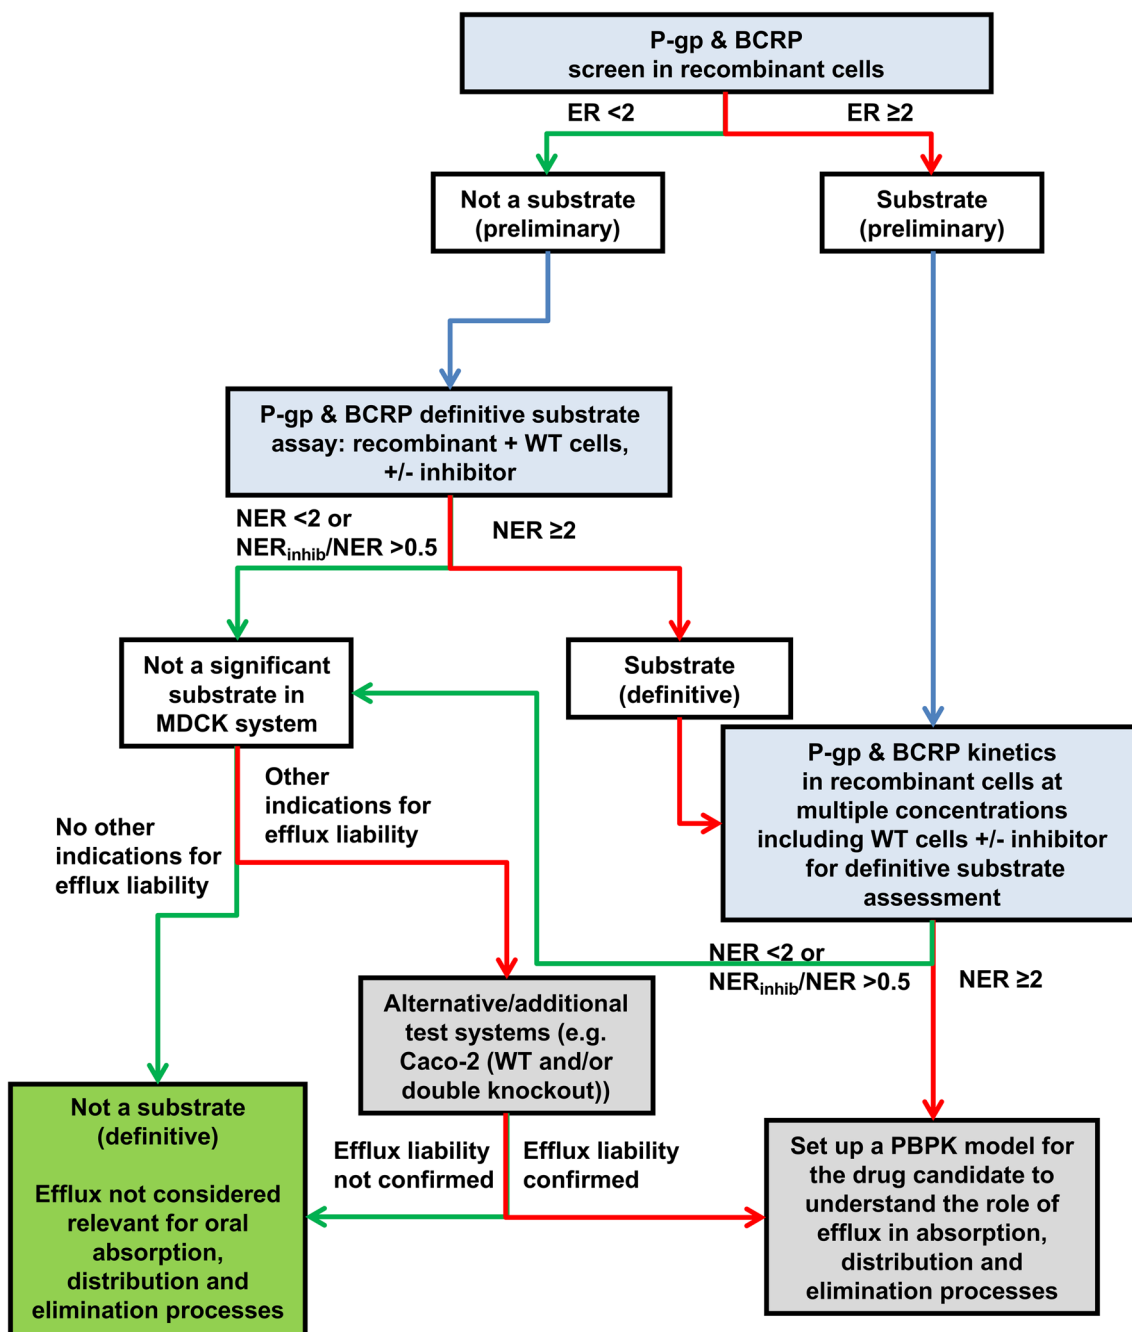 P-gp & BCRP
screen in recombinant cells
ER <2
ER ≥2
Not a substrate
(preliminary)
Substrate
(preliminary)
P-gp & BCRP definitive substrate
assay: recombinant + WT cells,
+/- inhibitor
NER <2 or
NERinhib/NER >0.5
NER ≥2
Not a significant
substrate in
MDCK system
Substrate
(definitive)
P-gp & BCRP kinetics
in recombinant cells at
multiple concentrations
including WT cells +/- inhibitor
for definitive substrate
assessment
Other
indications for
efflux liability
No other
indications for
efflux liability
NER <2 or
NERinhib/NER >0.5
NER ≥2
Alternative/additional
test systems (e.g.
Caco-2 (WT and/or
double knockout))
Not a substrate
(definitive)
Efflux not considered
relevant for oral
absorption,
distribution and
elimination processes
Efflux liability
not confirmed
Efflux liability
confirmed
Set up a PBPK model for
the drug candidate to
understand the role of
efflux in absorption,
distribution and
elimination processes